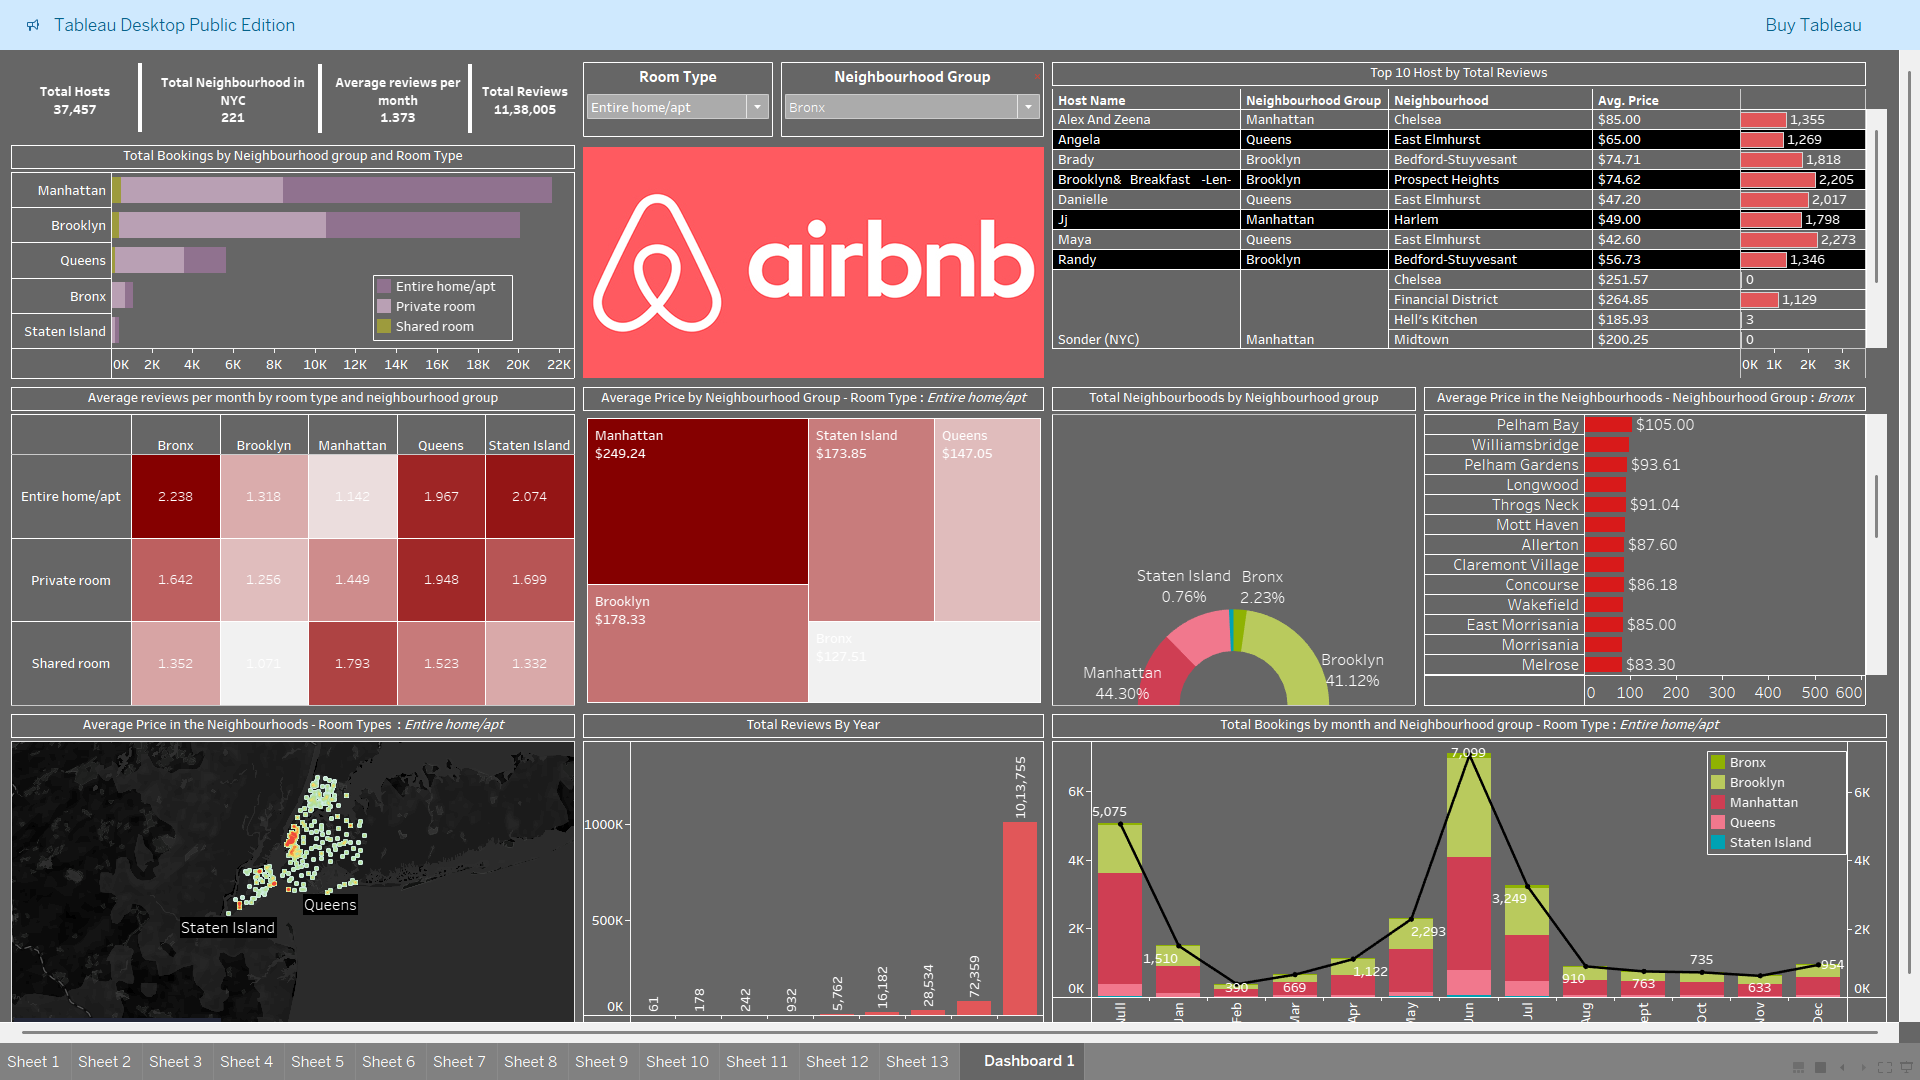 Tableau Desktop Public Edition
Buy Tableau
Total Hosts
37,457
Total Neighbourhood in
NYC
221
Average reviews per
month
1.373
Total Reviews
11,38,005
Room Type
Entire home/apt
Neighbourhood Group
Bronx
Total Bookings by Neighbourhood group and Room Type
Manhattan
Brooklyn
Queens
Bronx
Staten Island
Entire home/apt
Private room
Shared room
0K 2K 4K 6K 8K 10K 12K 14K 16K 18K 20K 22K
airbnb
Top 10 Host by Total Reviews
Host Name Neighbourhood Group Neighbourhood Avg. Price
Alex And Zeena Manhattan Chelsea $85.00 1,355
Angela Queens East Elmhurst $65.00 1,269
Brady Brooklyn Bedford-Stuyvesant $74.71 1,818
Brooklyn& Breakfast -Len- Brooklyn Prospect Heights $74.62 2,205
Danielle Queens East Elmhurst $47.20 2,017
Jj Manhattan Harlem $49.00 1,798
Maya Queens East Elmhurst $42.60 2,273
Randy Brooklyn Bedford-Stuyvesant $56.73 1,346
Chelsea $251.57 0
Financial District $264.85 1,129
Hell's Kitchen $185.93 3
Sonder (NYC) Manhattan Midtown $200.25 0
0K 1K 2K 3K
Average reviews per month by room type and neighbourhood group
Bronx Brooklyn Manhattan Queens Staten Island
Entire home/apt 2.238 1.318 1.142 1.967 2.074
Private room 1.642 1.256 1.449 1.948 1.699
Shared room 1.352 1.071 1.793 1.523 1.332
Average Price by Neighbourhood Group - Room Type : Entire home/apt
Manhattan
$249.24
Staten Island
$173.85
Queens
$147.05
Brooklyn
$178.33
Bronx
$127.51
Total Neighbourboods by Neighbourhood group
Staten Island
0.76%
Bronx
2.23%
Manhattan
44.30%
Brooklyn
41.12%
Average Price in the Neighbourhoods - Neighbourhood Group : Bronx
Pelham Bay $105.00
Williamsbridge
Pelham Gardens $93.61
Longwood
Throgs Neck $91.04
Mott Haven
Allerton $87.60
Claremont Village
Concourse $86.18
Wakefield
East Morrisania $85.00
Morrisania
Melrose $83.30
0 100 200 300 400 500 600
Average Price in the Neighbourhoods - Room Types : Entire home/apt
Queens
Staten Island
Total Reviews By Year
1000K
500K
0K
61
178
242
932
5,762
16,182
28,534
72,359
10,13,755
Total Bookings by month and Neighbourhood group - Room Type : Entire home/apt
Bronx
Brooklyn
Manhattan
Queens
Staten Island
6K
4K
2K
0K
5,075
1,510
390
669
1,122
2,293
7,099
3,249
910
763
735
633
954
6K
4K
2K
0K
Null Jan Feb Mar Apr May Jun Jul Aug Sept Oct Nov Dec
Sheet 1 Sheet 2 Sheet 3 Sheet 4 Sheet 5 Sheet 6 Sheet 7 Sheet 8 Sheet 9 Sheet 10 Sheet 11 Sheet 12 Sheet 13 Dashboard 1